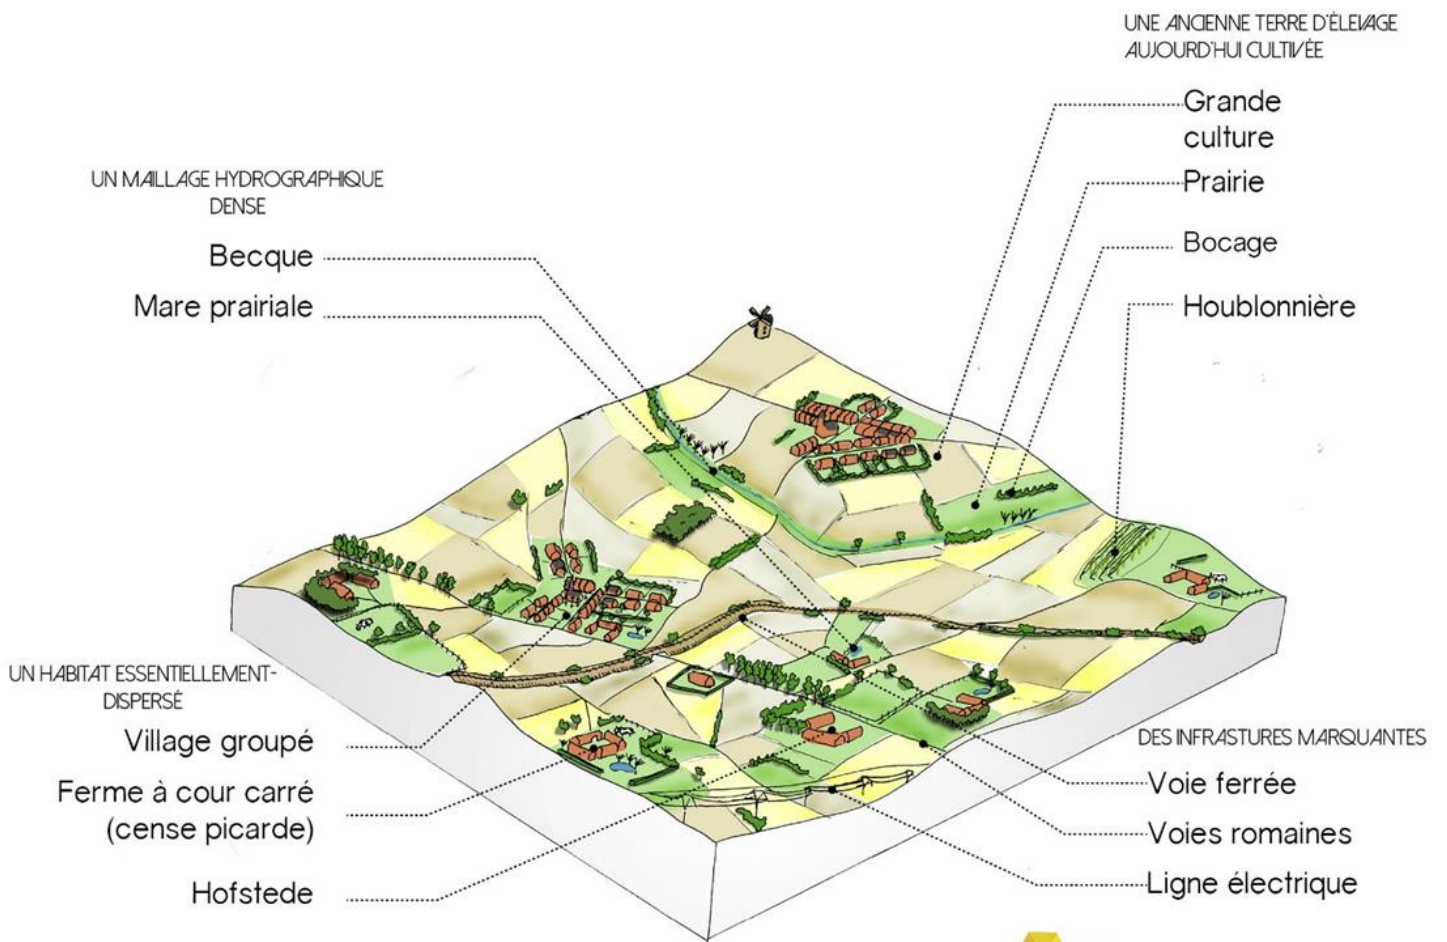 UNE ANCIENNE TERRE D'ÉLEVAGE
AUJOURD'HUI CULTIVÉE
Grande
culture
Prairie
Bocage
Houblonnière
UN MAILLAGE HYDROGRAPHIQUE
DENSE
Becque
Mare prairiale
UN HABITAT ESSENTIELLEMENT-
DISPERSÉ
Village groupé
Ferme à cour carré
(cense picarde)
Hofstede
DES INFRASTURES MARQUANTES
Voie ferrée
Voies romaines
Ligne électrique